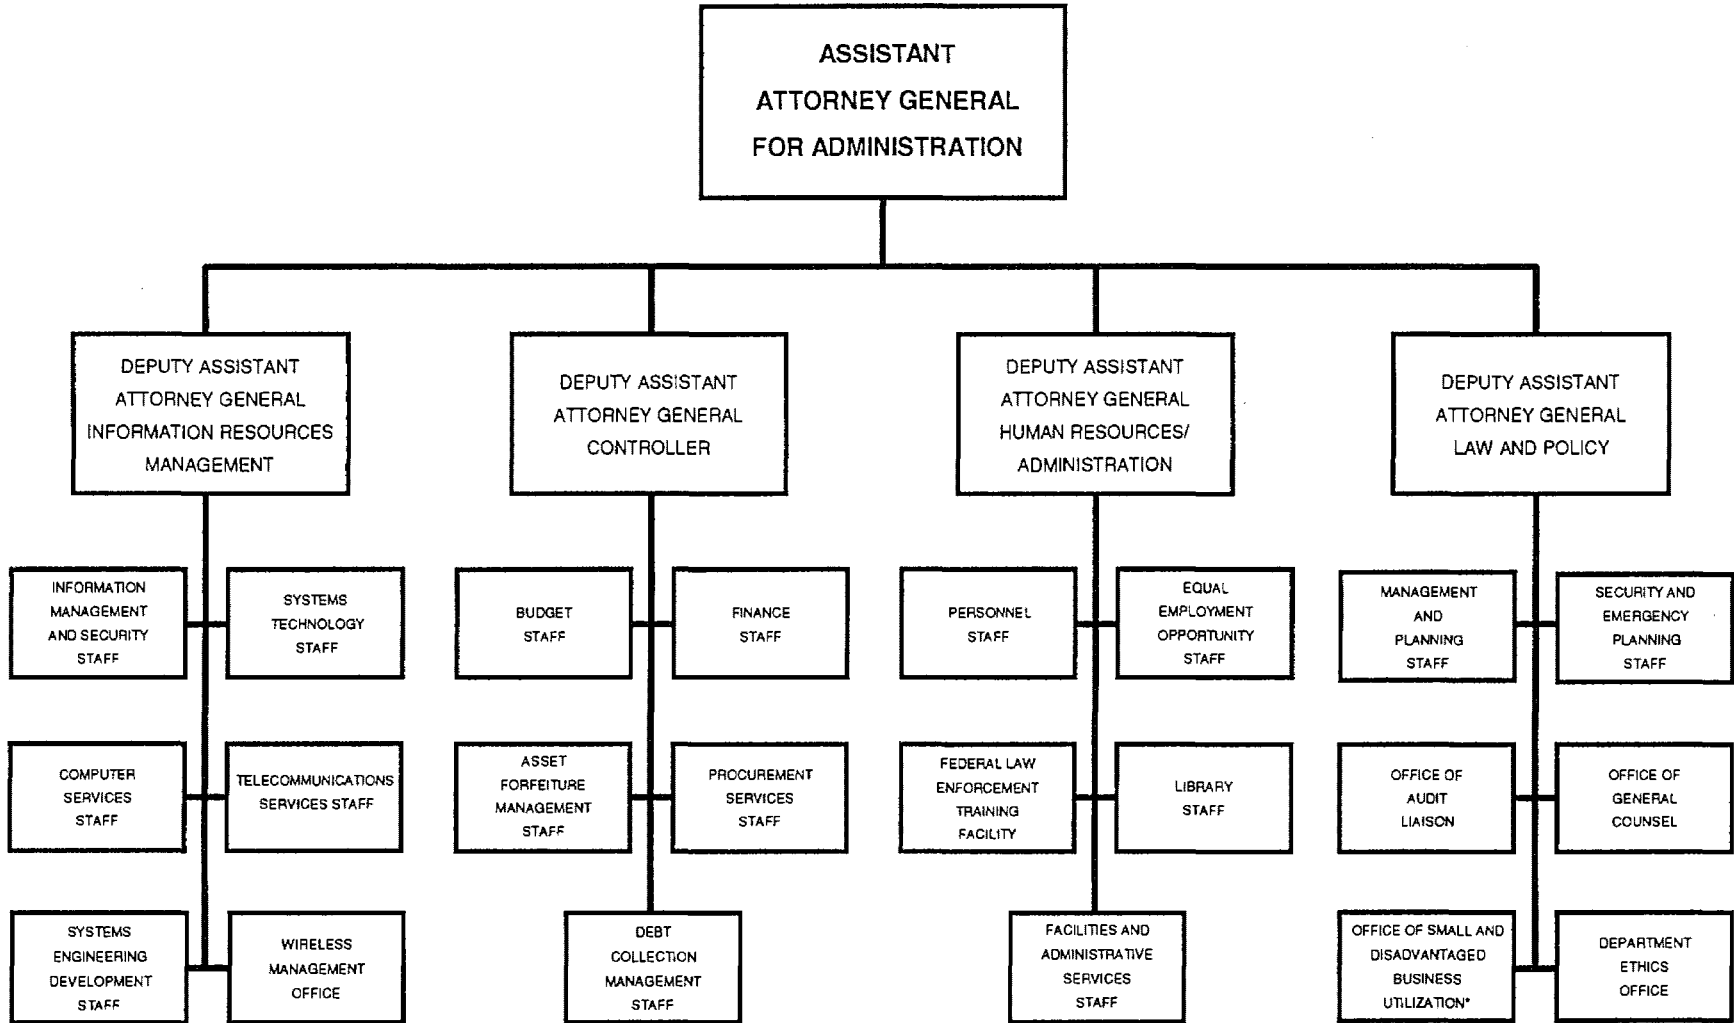 ASSISTANT
ATTORNEY GENERAL
FOR ADMINISTRATION
DEPUTY ASSISTANT
ATTORNEY GENERAL
INFORMATION RESOURCES
MANAGEMENT
DEPUTY ASSISTANT
ATTORNEY GENERAL
CONTROLLER
DEPUTY ASSISTANT
ATTORNEY GENERAL
HUMAN RESOURCES/
ADMINISTRATION
DEPUTY ASSISTANT
ATTORNEY GENERAL
LAW AND POLICY
INFORMATION
MANAGEMENT
AND SECURITY
STAFF
SYSTEMS
TECHNOLOGY
STAFF
BUDGET
STAFF
FINANCE
STAFF
PERSONNEL
STAFF
EQUAL
EMPLOYMENT
OPPORTUNITY
STAFF
MANAGEMENT
AND
PLANNING
STAFF
SECURITY AND
EMERGENCY
PLANNING
STAFF
COMPUTER
SERVICES
STAFF
TELECOMMUNICATIONS
SERVICES STAFF
ASSET
FORFEITURE
MANAGEMENT
STAFF
PROCUREMENT
SERVICES
STAFF
FEDERAL LAW
ENFORCEMENT
TRAINING
FACILITY
LIBRARY
STAFF
OFFICE OF
AUDIT
LIAISON
OFFICE OF
GENERAL
COUNSEL
SYSTEMS
ENGINEERING
DEVELOPMENT
STAFF
WIRELESS
MANAGEMENT
OFFICE
DEBT
COLLECTION
MANAGEMENT
STAFF
FACILITIES AND
ADMINISTRATIVE
SERVICES
STAFF
OFFICE OF SMALL AND
DISADVANTAGED
BUSINESS
UTILIZATION*
DEPARTMENT
ETHICS
OFFICE